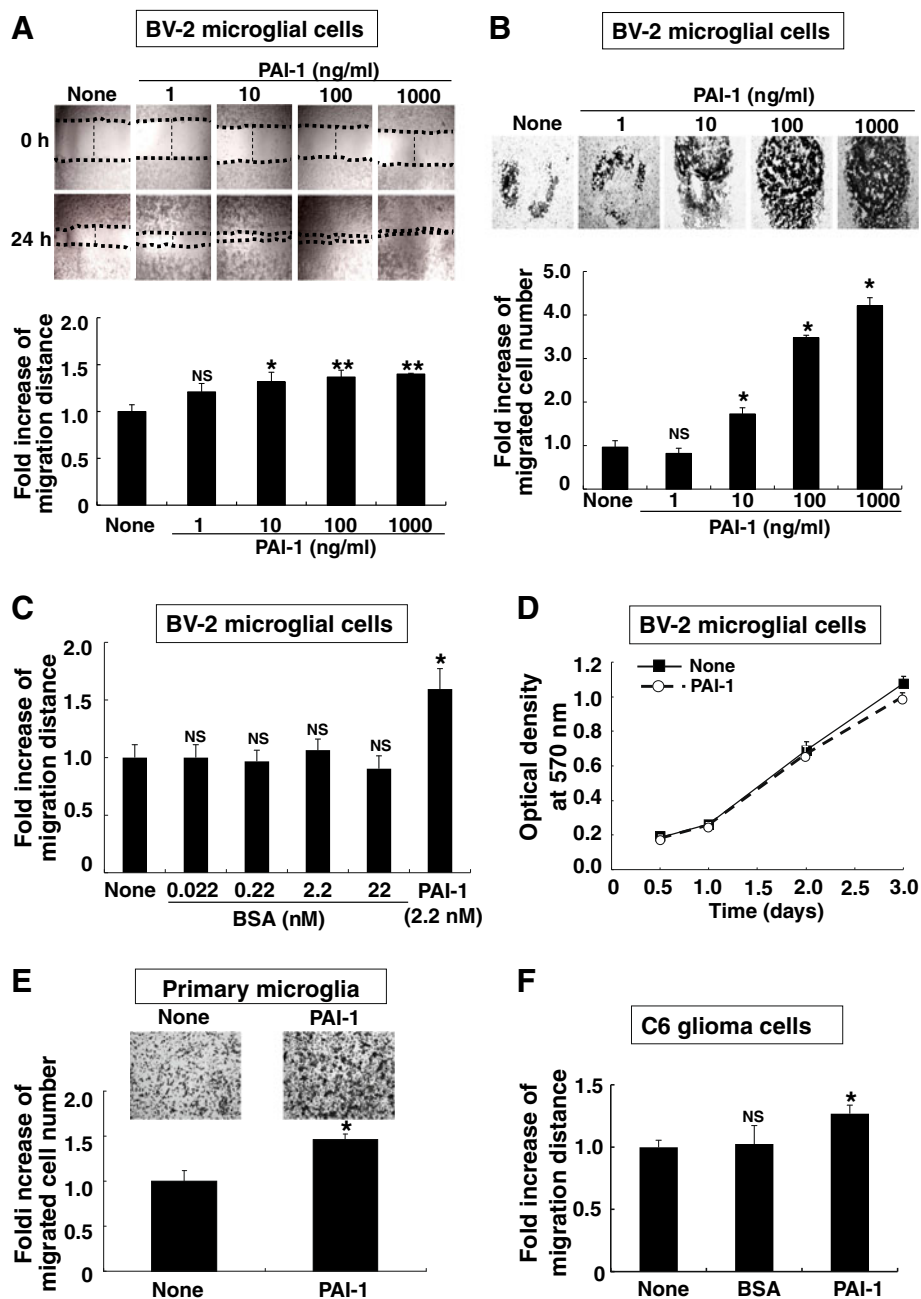 A
BV-2 microglial cells
PAI-1 (ng/ml)
None 1 10 100 1000
0 h
24 h
Fold increase of
migration distance
2.0
1.5
1.0
1.5
0
NS * ** **
None 1 10 100 1000
PAI-1 (ng/ml)
B
BV-2 microglial cells
PAI-1 (ng/ml)
None 1 10 100 1000
Fold increase of
migrated cell number
5.0
4.0
3.0
2.0
1.0
0
NS * * *
None 1 10 100 1000
PAI-1 (ng/ml)
C
BV-2 microglial cells
Fold increase of
migration distance
2.0
1.5
1.0
0.5
0
NS NS NS NS *
None 0.022 0.22 2.2 22 PAI-1
BSA (nM) (2.2 nM)
D
BV-2 microglial cells
None
PAI-1
Optical density
at 570 nm
1.2
1.0
0.8
0.6
0.4
0.2
0.0
0 0.5 1.0 1.5 2.0 2.5 3.0
Time (days)
E
Primary microglia
None PAI-1
Foldi ncrease of
migrated cell number
2.0
1.5
1.0
0.5
0
*
None PAI-1
F
C6 glioma cells
Fold increase of
migration distance
1.5
1.0
0.5
0
NS *
None BSA PAI-1